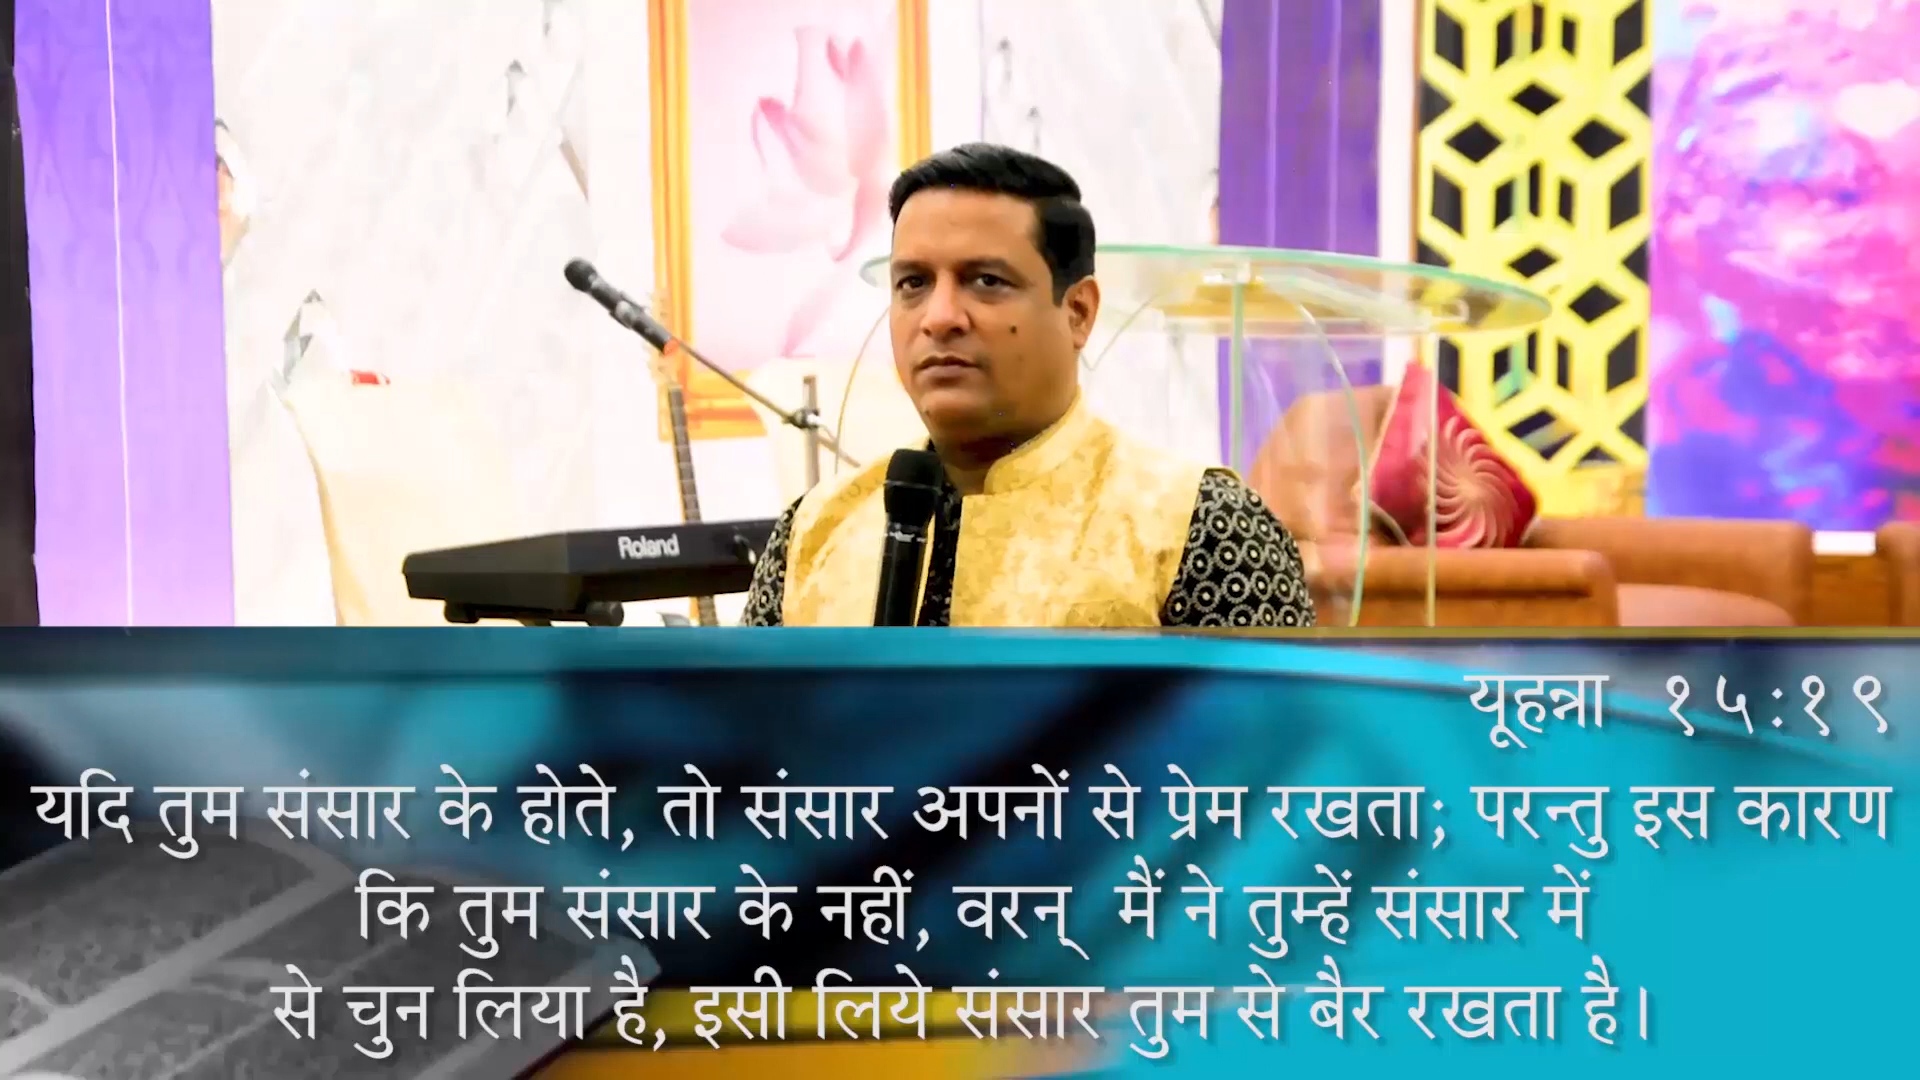 Roland
यूहन्ना १५:१९
यदि तुम संसार के होते, तो संसार अपनों से प्रेम रखता; परन्तु इस कारण
कि तुम संसार के नहीं, वरन् मैं ने तुम्हें संसार में
से चुन लिया है, इसी लिये संसार तुम से बैर रखता है।